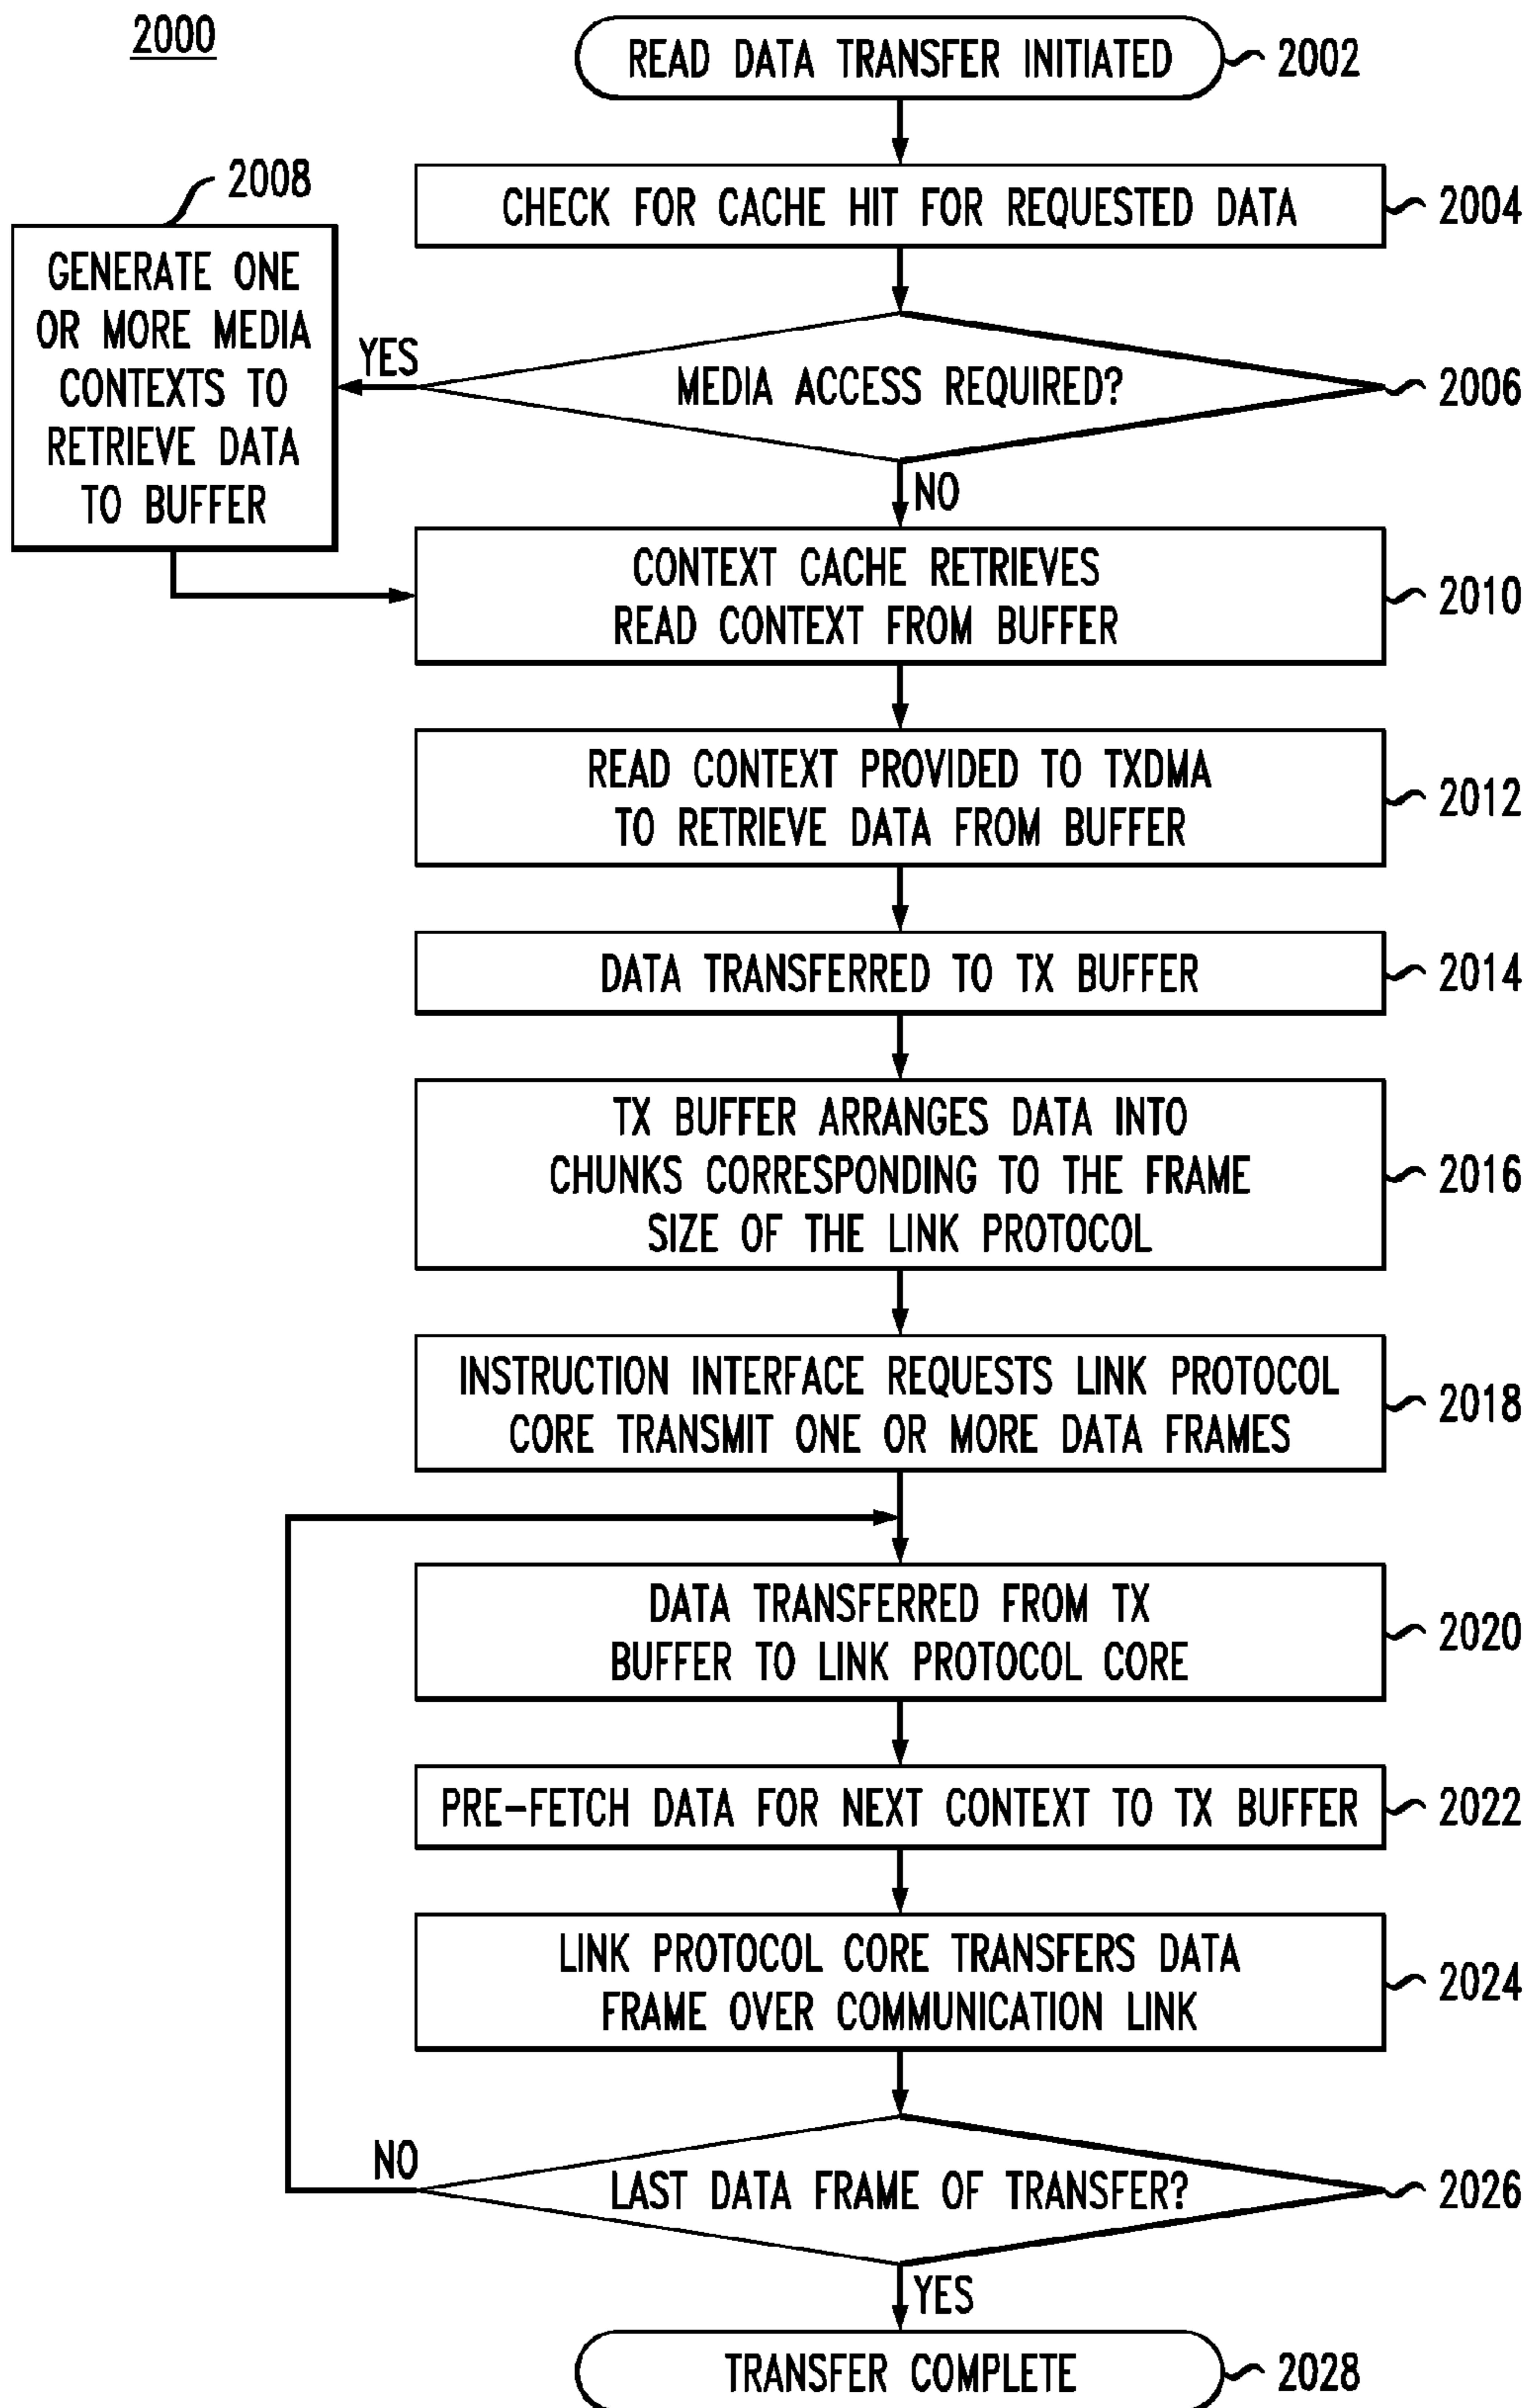 2000
READ DATA TRANSFER INITIATED
2002
CHECK FOR CACHE HIT FOR REQUESTED DATA
2004
2008
GENERATE ONE
OR MORE MEDIA
CONTEXTS TO
RETRIEVE DATA
TO BUFFER
YES
MEDIA ACCESS REQUIRED?
2006
NO
CONTEXT CACHE RETRIEVES
READ CONTEXT FROM BUFFER
2010
READ CONTEXT PROVIDED TO TXDMA
TO RETRIEVE DATA FROM BUFFER
2012
DATA TRANSFERRED TO TX BUFFER
2014
TX BUFFER ARRANGES DATA INTO
CHUNKS CORRESPONDING TO THE FRAME
SIZE OF THE LINK PROTOCOL
2016
INSTRUCTION INTERFACE REQUESTS LINK PROTOCOL
CORE TRANSMIT ONE OR MORE DATA FRAMES
2018
DATA TRANSFERRED FROM TX
BUFFER TO LINK PROTOCOL CORE
2020
PRE-FETCH DATA FOR NEXT CONTEXT TO TX BUFFER
2022
LINK PROTOCOL CORE TRANSFERS DATA
FRAME OVER COMMUNICATION LINK
2024
NO
LAST DATA FRAME OF TRANSFER?
2026
YES
TRANSFER COMPLETE
2028